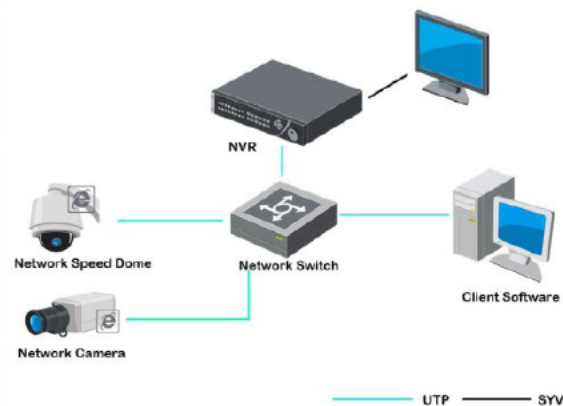 NVR
Network Speed Dome
Network Switch
Client Software
Network Camera
UTP
SYV